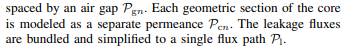 spaced by an air gap 𝒫gn. Each geometric section of the core
is modeled as a separate permeance 𝒫cn. The leakage fluxes
are bundled and simplified to a single flux path 𝒫l.